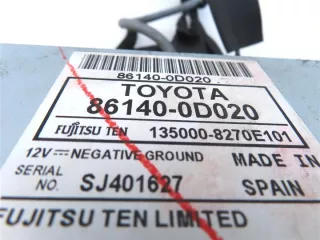 86140-0D020
TOYOTA
86140-0D020
FUJITSU TEN 135000-8270E101
12V⎓NEGATIVE GROUND MADE IN
SERIAL NO. SJ401627 SPAIN
FUJITSU TEN LIMITED